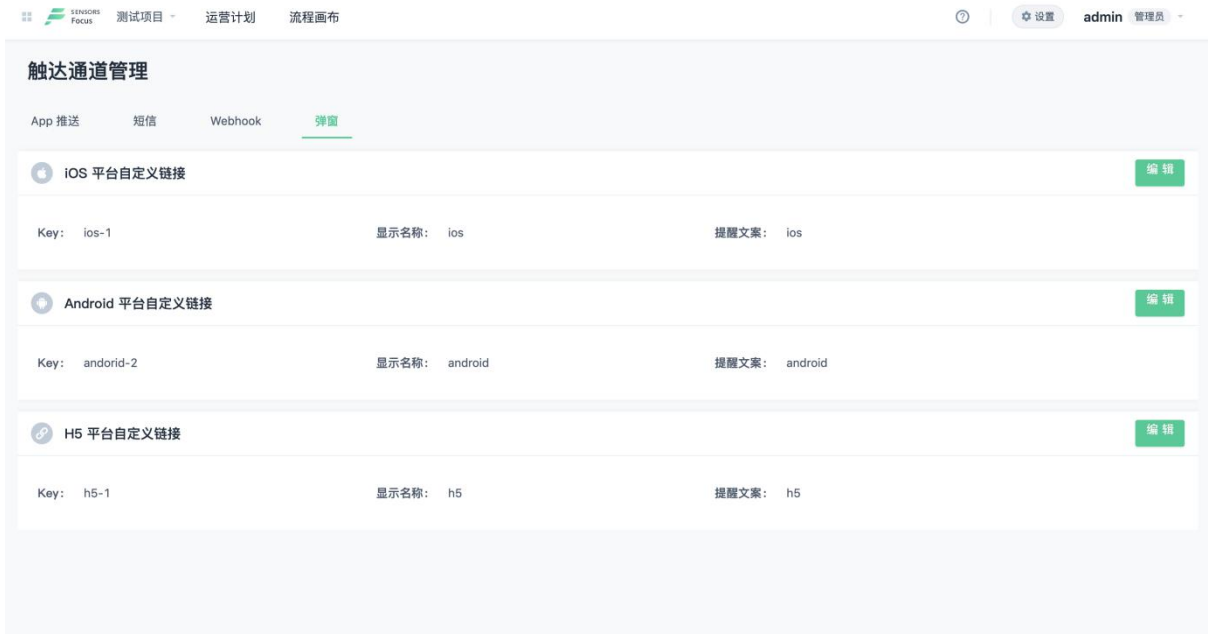 SENSORS Focus 测试项目 运营计划 流程画布 设置 admin 管理员
触达通道管理
App 推送 短信 Webhook 弹窗
iOS 平台自定义链接 编 辑
Key: ios-1 显示名称: ios 提醒文案: ios
Android 平台自定义链接 编 辑
Key: andorid-2 显示名称: android 提醒文案: android
H5 平台自定义链接 编 辑
Key: h5-1 显示名称: h5 提醒文案: h5